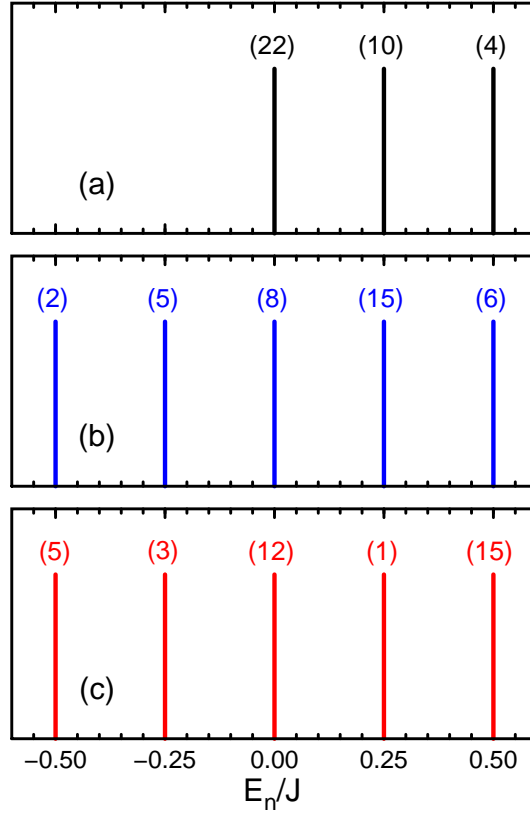 (22) (10) (4)
(a)
(2) (5) (8) (15) (6)
(b)
(5) (3) (12) (1) (15)
(c)
−0.50 −0.25 0.00 0.25 0.50
E_n/J